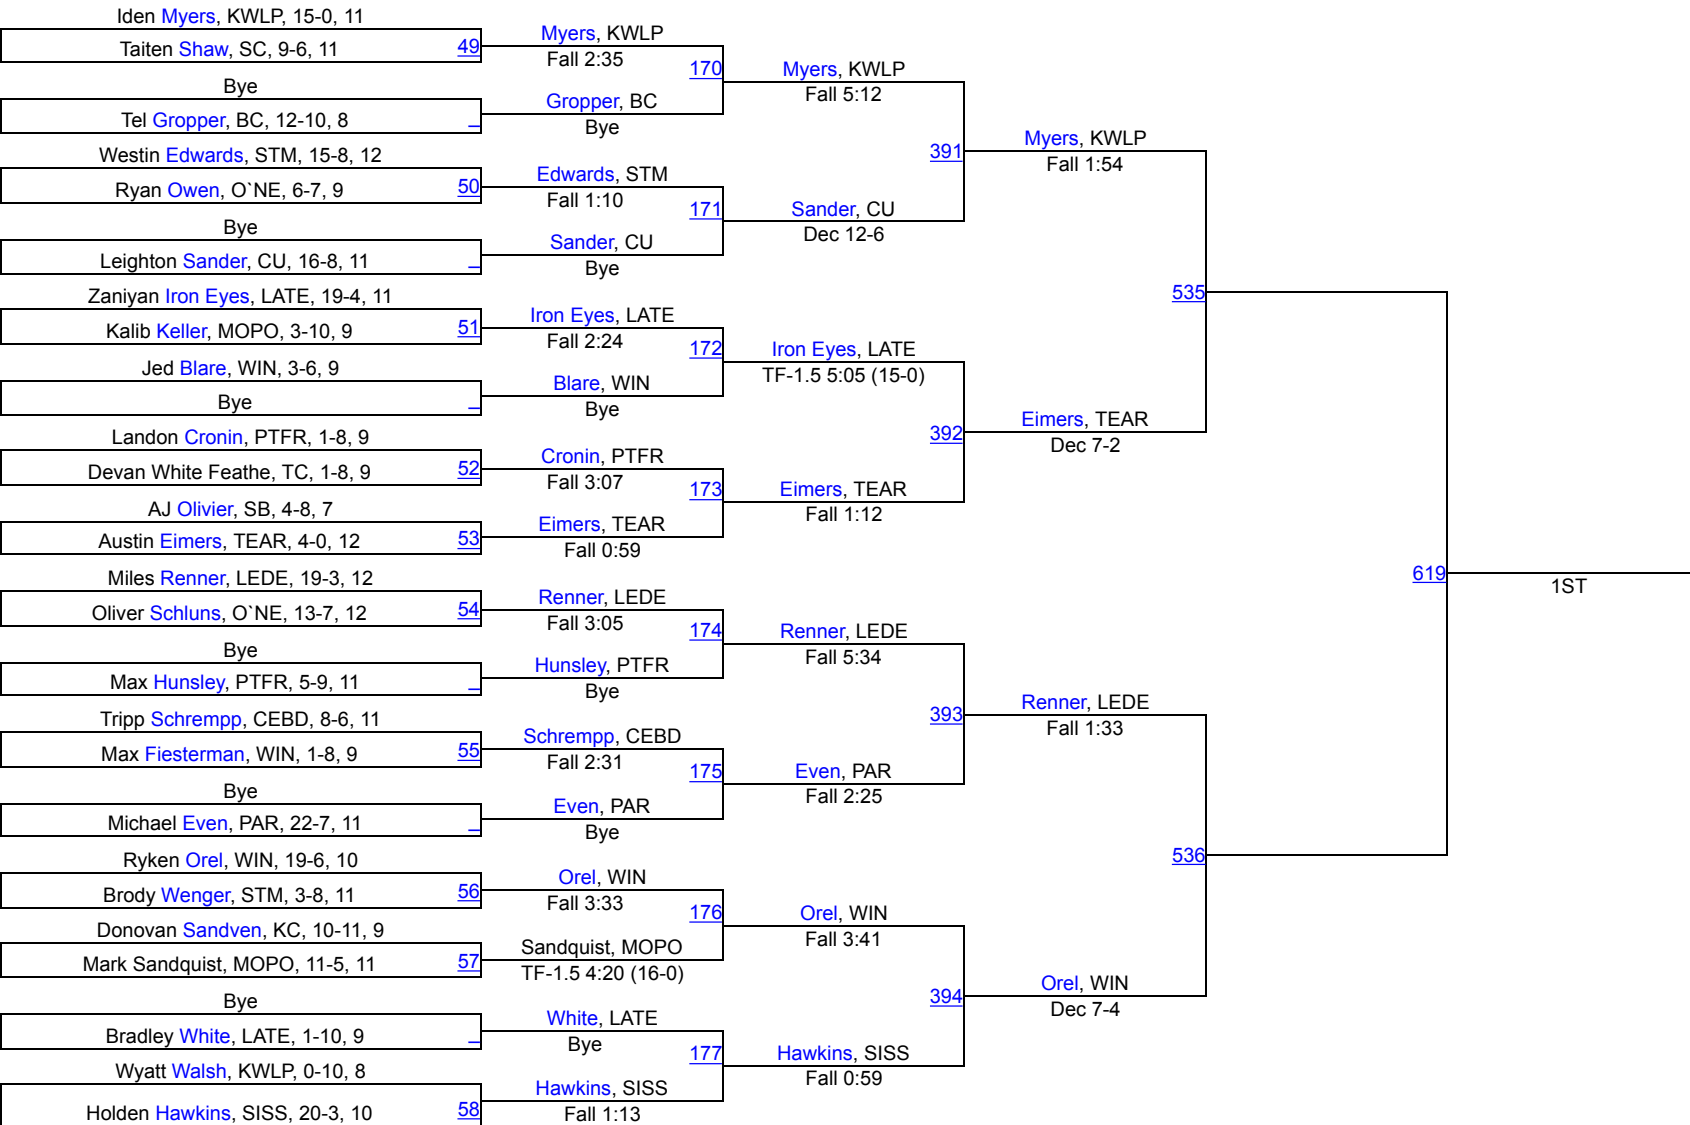 Iden Myers, KWLP, 15-0, 11
Taiten Shaw, SC, 9-6, 11
49
Bye
Tel Gropper, BC, 12-10, 8
Westin Edwards, STM, 15-8, 12
Ryan Owen, O`NE, 6-7, 9
50
Bye
Leighton Sander, CU, 16-8, 11
Zaniyan Iron Eyes, LATE, 19-4, 11
Kalib Keller, MOPO, 3-10, 9
51
Jed Blare, WIN, 3-6, 9
Bye
Landon Cronin, PTFR, 1-8, 9
Devan White Feathe, TC, 1-8, 9
52
AJ Olivier, SB, 4-8, 7
Austin Eimers, TEAR, 4-0, 12
53
Miles Renner, LEDE, 19-3, 12
Oliver Schluns, O`NE, 13-7, 12
54
Bye
Max Hunsley, PTFR, 5-9, 11
Tripp Schrempp, CEBD, 8-6, 11
Max Fiesterman, WIN, 1-8, 9
55
Bye
Michael Even, PAR, 22-7, 11
Ryken Orel, WIN, 19-6, 10
Brody Wenger, STM, 3-8, 11
56
Donovan Sandven, KC, 10-11, 9
Mark Sandquist, MOPO, 11-5, 11
57
Bye
Bradley White, LATE, 1-10, 9
Wyatt Walsh, KWLP, 0-10, 8
Holden Hawkins, SISS, 20-3, 10
58
Myers, KWLP
Fall 2:35
170
Gropper, BC
Bye
Edwards, STM
Fall 1:10
171
Sander, CU
Bye
Iron Eyes, LATE
Fall 2:24
172
Blare, WIN
Bye
Cronin, PTFR
Fall 3:07
173
Eimers, TEAR
Fall 0:59
Renner, LEDE
Fall 3:05
174
Hunsley, PTFR
Bye
Schrempp, CEBD
Fall 2:31
175
Even, PAR
Bye
Orel, WIN
Fall 3:33
176
Sandquist, MOPO
TF-1.5 4:20 (16-0)
White, LATE
Bye
177
Hawkins, SISS
Fall 1:13
Myers, KWLP
Fall 5:12
391
Sander, CU
Dec 12-6
Iron Eyes, LATE
TF-1.5 5:05 (15-0)
392
Eimers, TEAR
Fall 1:12
Renner, LEDE
Fall 5:34
393
Even, PAR
Fall 2:25
Orel, WIN
Fall 3:41
394
Hawkins, SISS
Fall 0:59
Myers, KWLP
Fall 1:54
535
Eimers, TEAR
Dec 7-2
Renner, LEDE
Fall 1:33
536
Orel, WIN
Dec 7-4
619
1ST